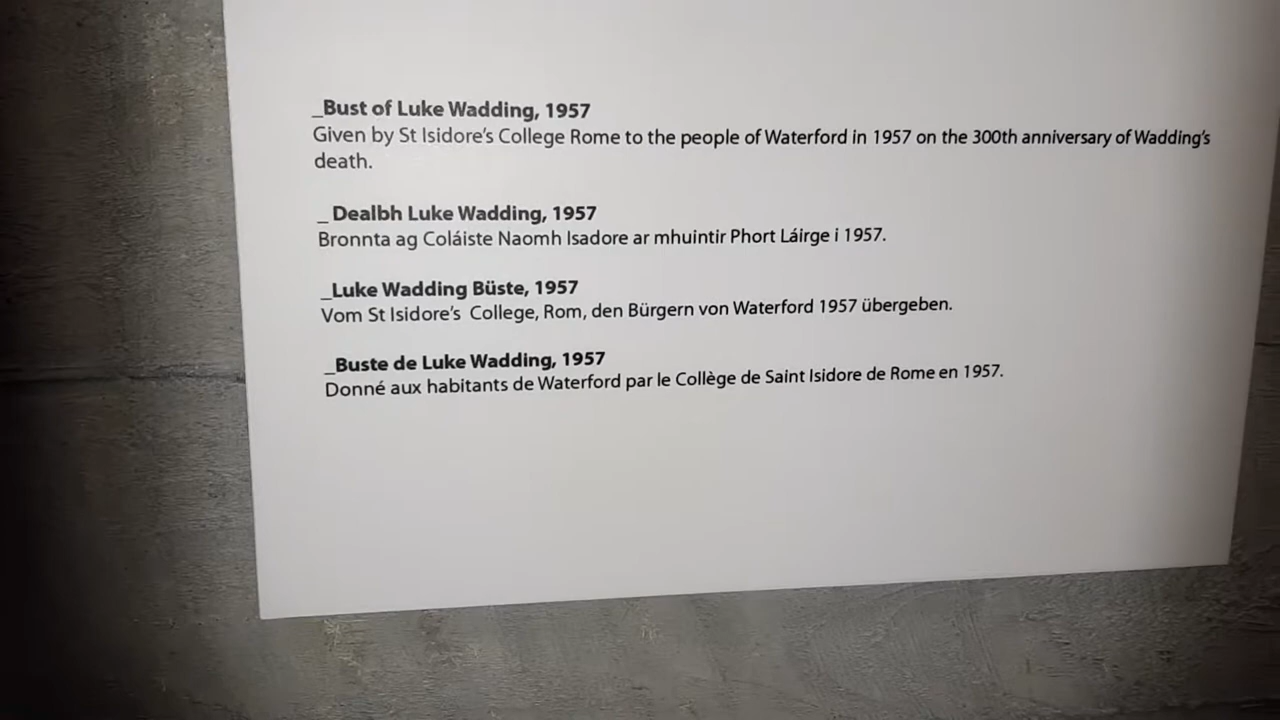 _Bust of Luke Wadding, 1957
Given by St Isidore's College Rome to the people of Waterford in 1957 on the 300th anniversary of Wadding's
death.
_ Dealbh Luke Wadding, 1957
Bronnta ag Coláiste Naomh Isadore ar mhuintir Phort Láirge i 1957.
_Luke Wadding Büste, 1957
Vom St Isidore's College, Rom, den Bürgern von Waterford 1957 übergeben.
_Buste de Luke Wadding, 1957
Donné aux habitants de Waterford par le Collège de Saint Isidore de Rome en 1957.